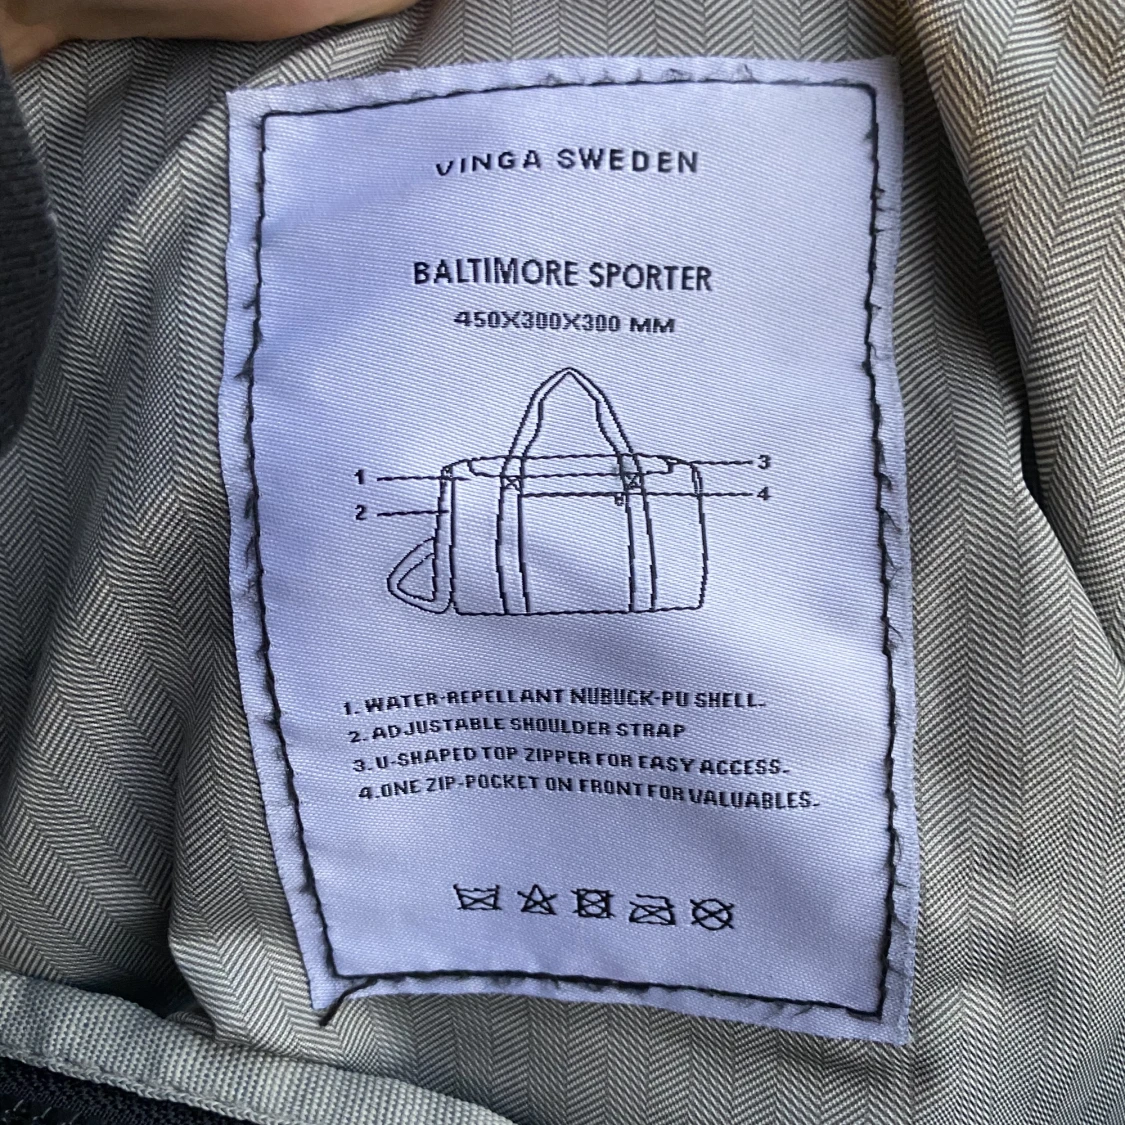 VINGA SWEDEN
BALTIMORE SPORTER
450X300X300 MM
1
2
3
4
1. WATER-REPELLANT NUBUCK-PU SHELL.
2. ADJUSTABLE SHOULDER STRAP
3. U-SHAPED TOP ZIPPER FOR EASY ACCESS.
4. ONE ZIP-POCKET ON FRONT FOR VALUABLES.